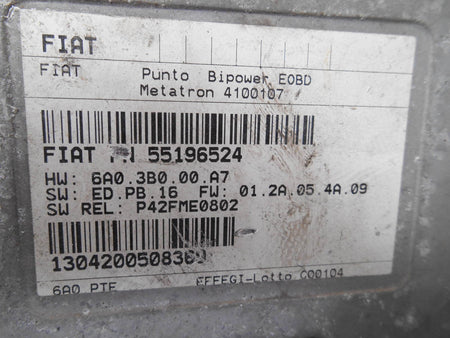 FIAT
FIAT Punto Bipower EOBD
Metatron 4100107
FIAT 55196524
HW: 6A0.3B0.00.A7
SW: ED.PB.16 FW: 01.2A.05.4A.09
SW REL: P42FME0802
6A0 PTE EFFEGI-Lotto C00104